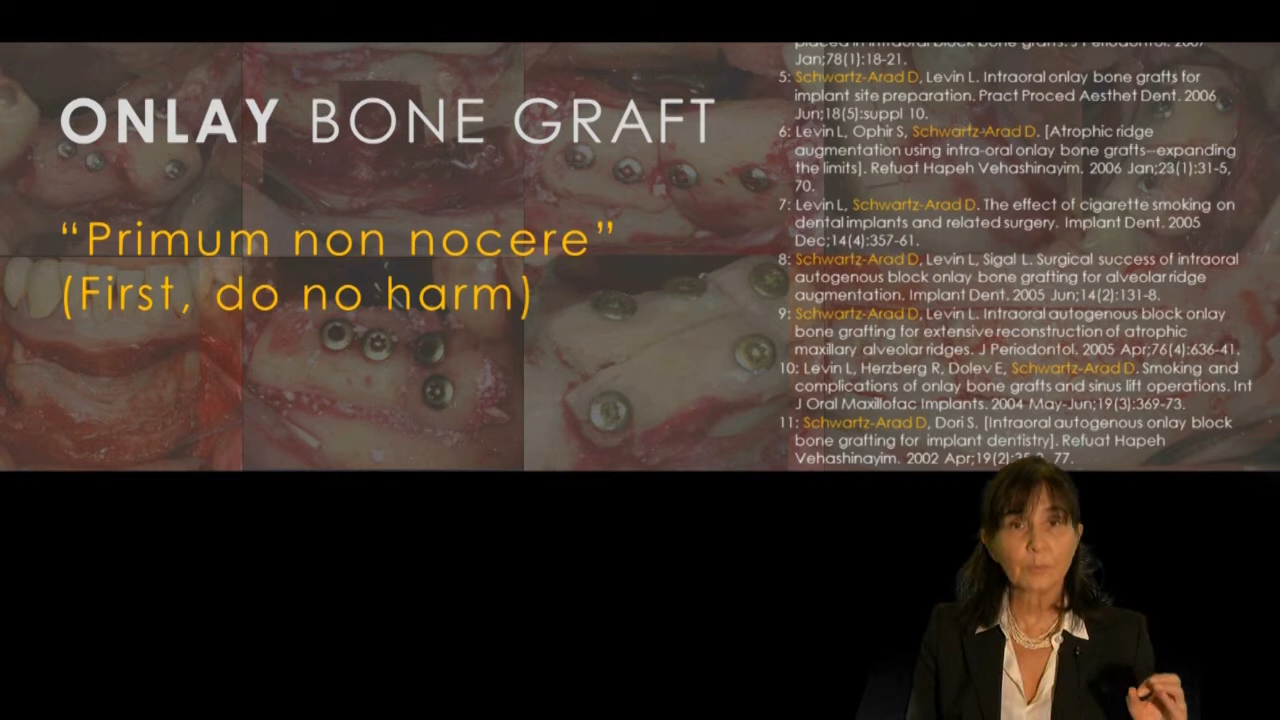 ONLAY BONE GRAFT
“Primum non nocere”
(First, do no harm)
placed in intraoral block bone grafts. J Periodontol. 2007
Jan;78(1):18-21.
5: Schwartz-Arad D, Levin L. Intraoral onlay bone grafts for
implant site preparation. Pract Proced Aesthet Dent. 2006
Jun;18(5):suppl 10.
6: Levin L, Ophir S, Schwartz-Arad D. [Atrophic ridge
augmentation using intra-oral onlay bone grafts--expanding
the limits]. Refuat Hapeh Vehashinayim. 2006 Jan;23(1):31-5,
70.
7: Levin L, Schwartz-Arad D. The effect of cigarette smoking on
dental implants and related surgery. Implant Dent. 2005
Dec;14(4):357-61.
8: Schwartz-Arad D, Levin L, Sigal L. Surgical success of intraoral
autogenous block onlay bone grafting for alveolar ridge
augmentation. Implant Dent. 2005 Jun;14(2):131-8.
9: Schwartz-Arad D, Levin L. Intraoral autogenous block onlay
bone grafting for extensive reconstruction of atrophic
maxillary alveolar ridges. J Periodontol. 2005 Apr;76(4):636-41.
10: Levin L, Herzberg R, Dolev E, Schwartz-Arad D. Smoking and
complications of onlay bone grafts and sinus lift operations. Int
J Oral Maxillofac Implants. 2004 May-Jun;19(3):369-73.
11: Schwartz-Arad D, Dori S. [Intraoral autogenous onlay block
bone grafting for implant dentistry]. Refuat Hapeh
Vehashinayim. 2002 Apr;19(2): 77.